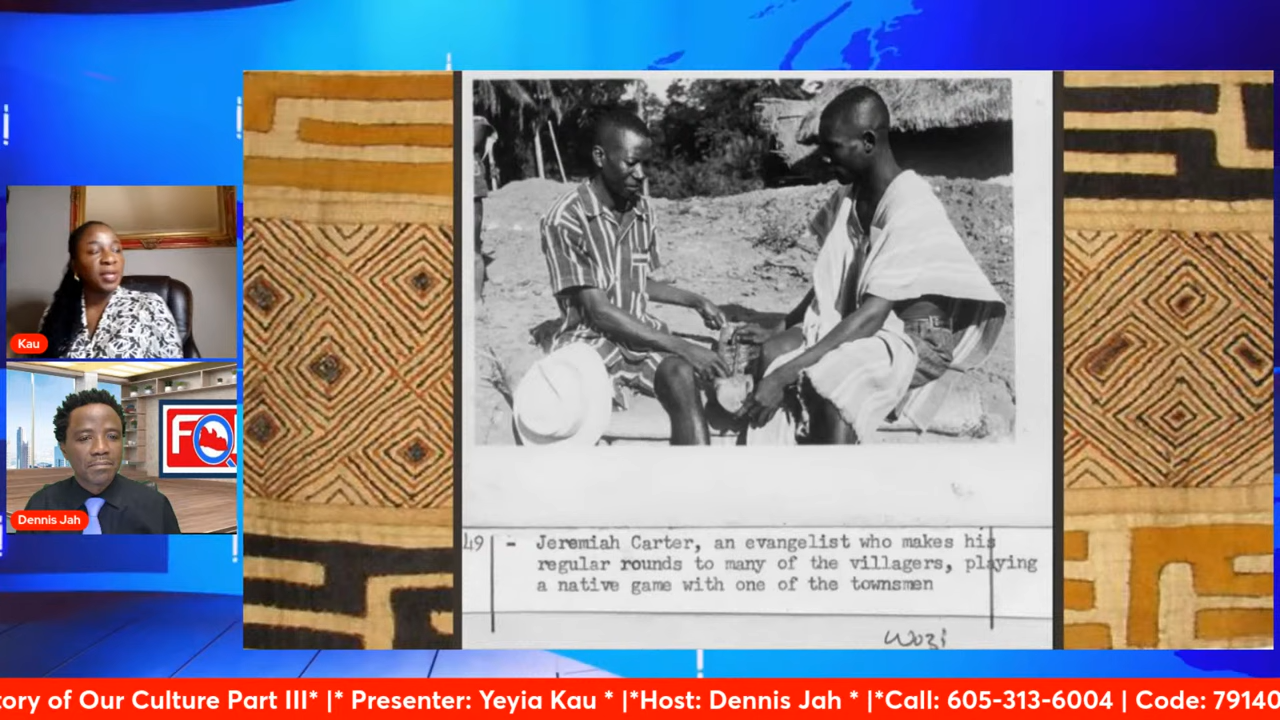 Kau
FQ
Dennis Jah
49 - Jeremiah Carter, an evangelist who makes his
regular rounds to many of the villagers, playing
a native game with one of the townsmen
Wozi
tory of Our Culture Part III* |* Presenter: Yeyia Kau * |*Host: Dennis Jah * |*Call: 605-313-6004 | Code: 79140